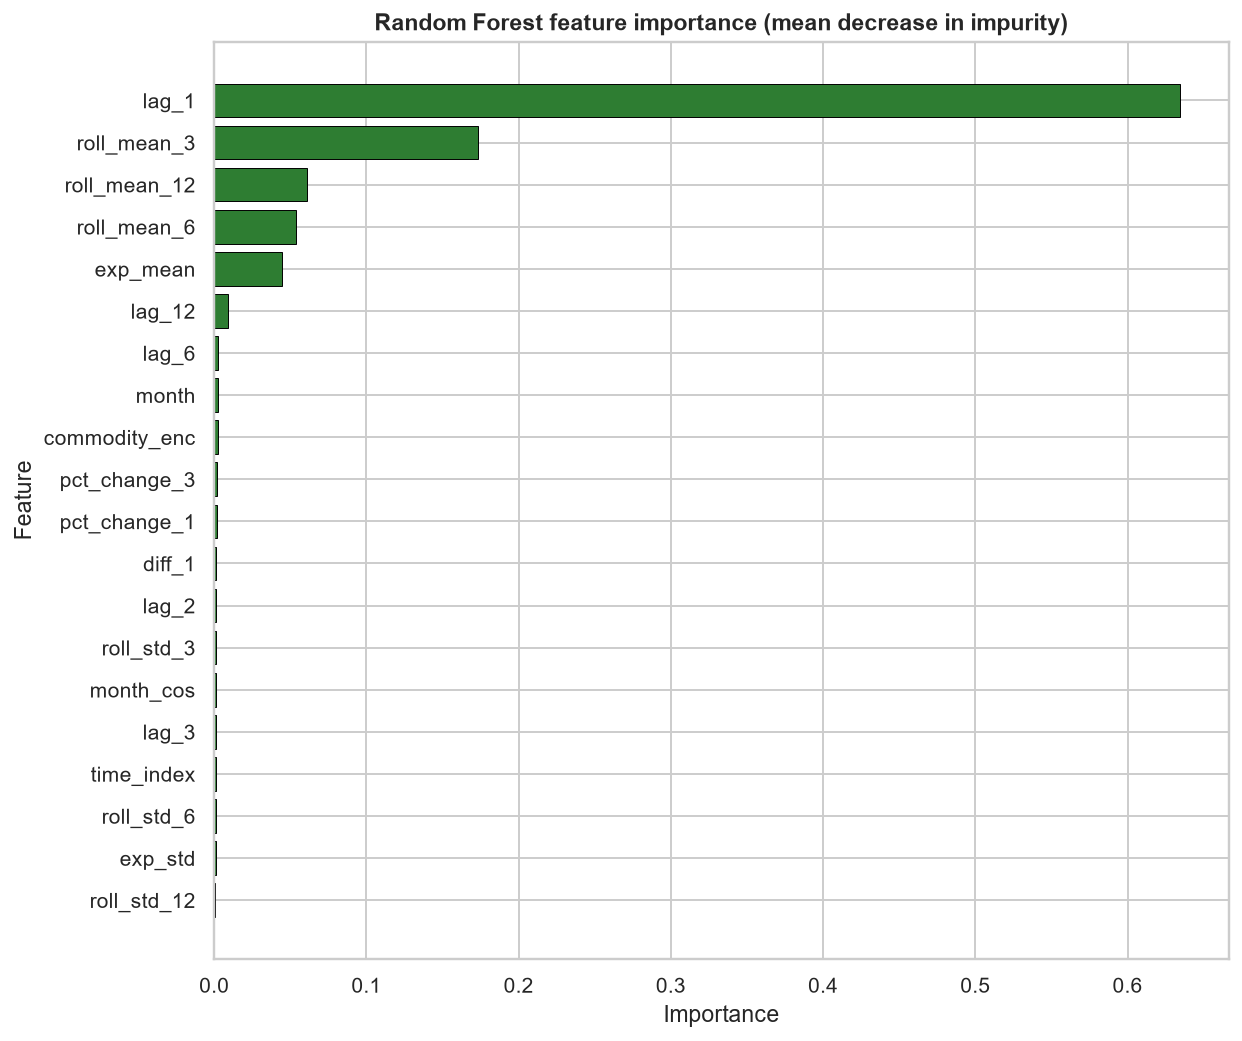 Random Forest feature importance (mean decrease in impurity)
lag_1
roll_mean_3
roll_mean_12
roll_mean_6
exp_mean
lag_12
lag_6
month
commodity_enc
pct_change_3
pct_change_1
diff_1
lag_2
roll_std_3
month_cos
lag_3
time_index
roll_std_6
exp_std
roll_std_12
Feature
0.0 0.1 0.2 0.3 0.4 0.5 0.6
Importance